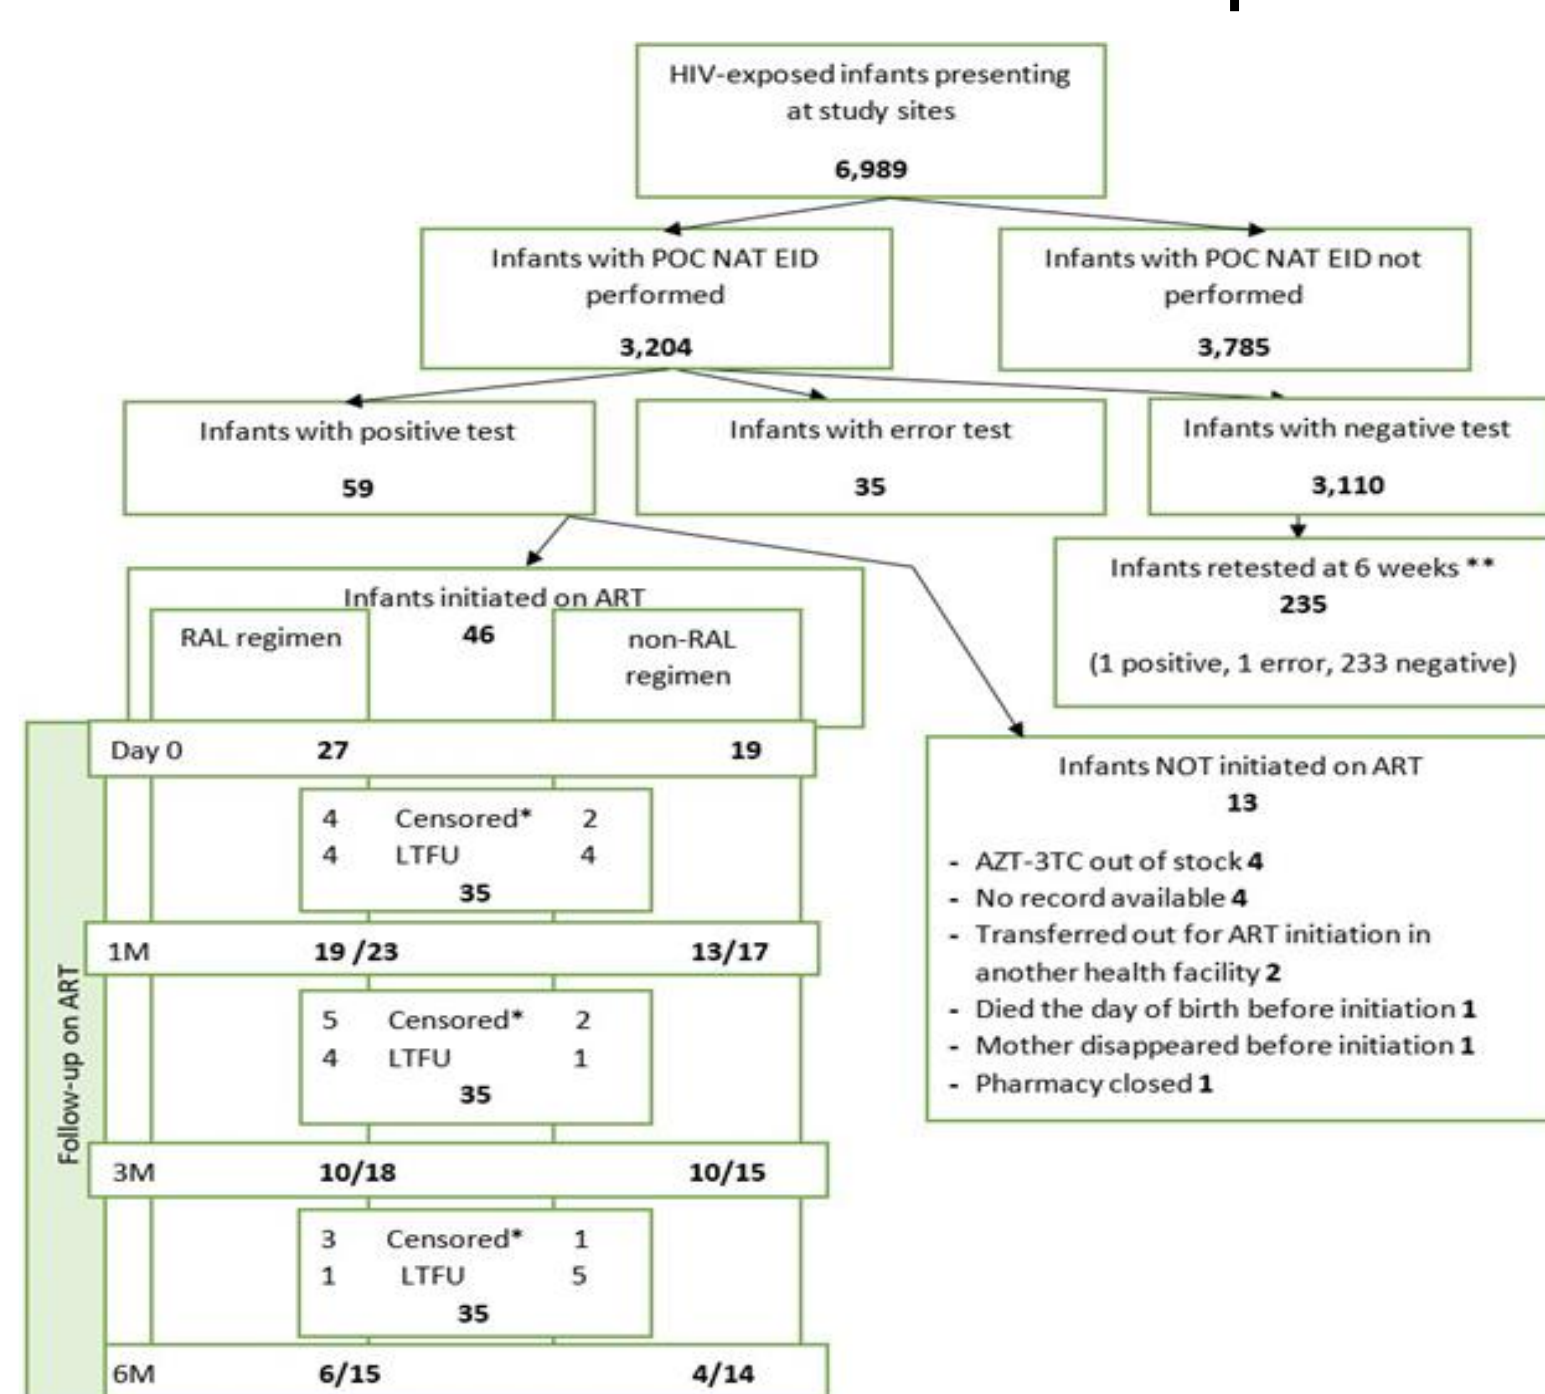 HIV-exposed infants presenting
at study sites
6,989
Infants with POC NAT EID
performed
3,204
Infants with POC NAT EID not
performed
3,785
Infants with positive test
59
Infants with error test
35
Infants with negative test
3,110
Infants retested at 6 weeks **
235
(1 positive, 1 error, 233 negative)
Infants initiated on ART
46
RAL regimen
non-RAL
regimen
Follow-up on ART
Day 0 27 19
4 Censored* 2
4 LTFU 4
35
1M 19 /23 13/17
5 Censored* 2
4 LTFU 1
35
3M 10/18 10/15
3 Censored* 1
1 LTFU 5
35
6M 6/15 4/14
Infants NOT initiated on ART
13
- AZT-3TC out of stock 4
- No record available 4
- Transferred out for ART initiation in
another health facility 2
- Died the day of birth before initiation 1
- Mother disappeared before initiation 1
- Pharmacy closed 1